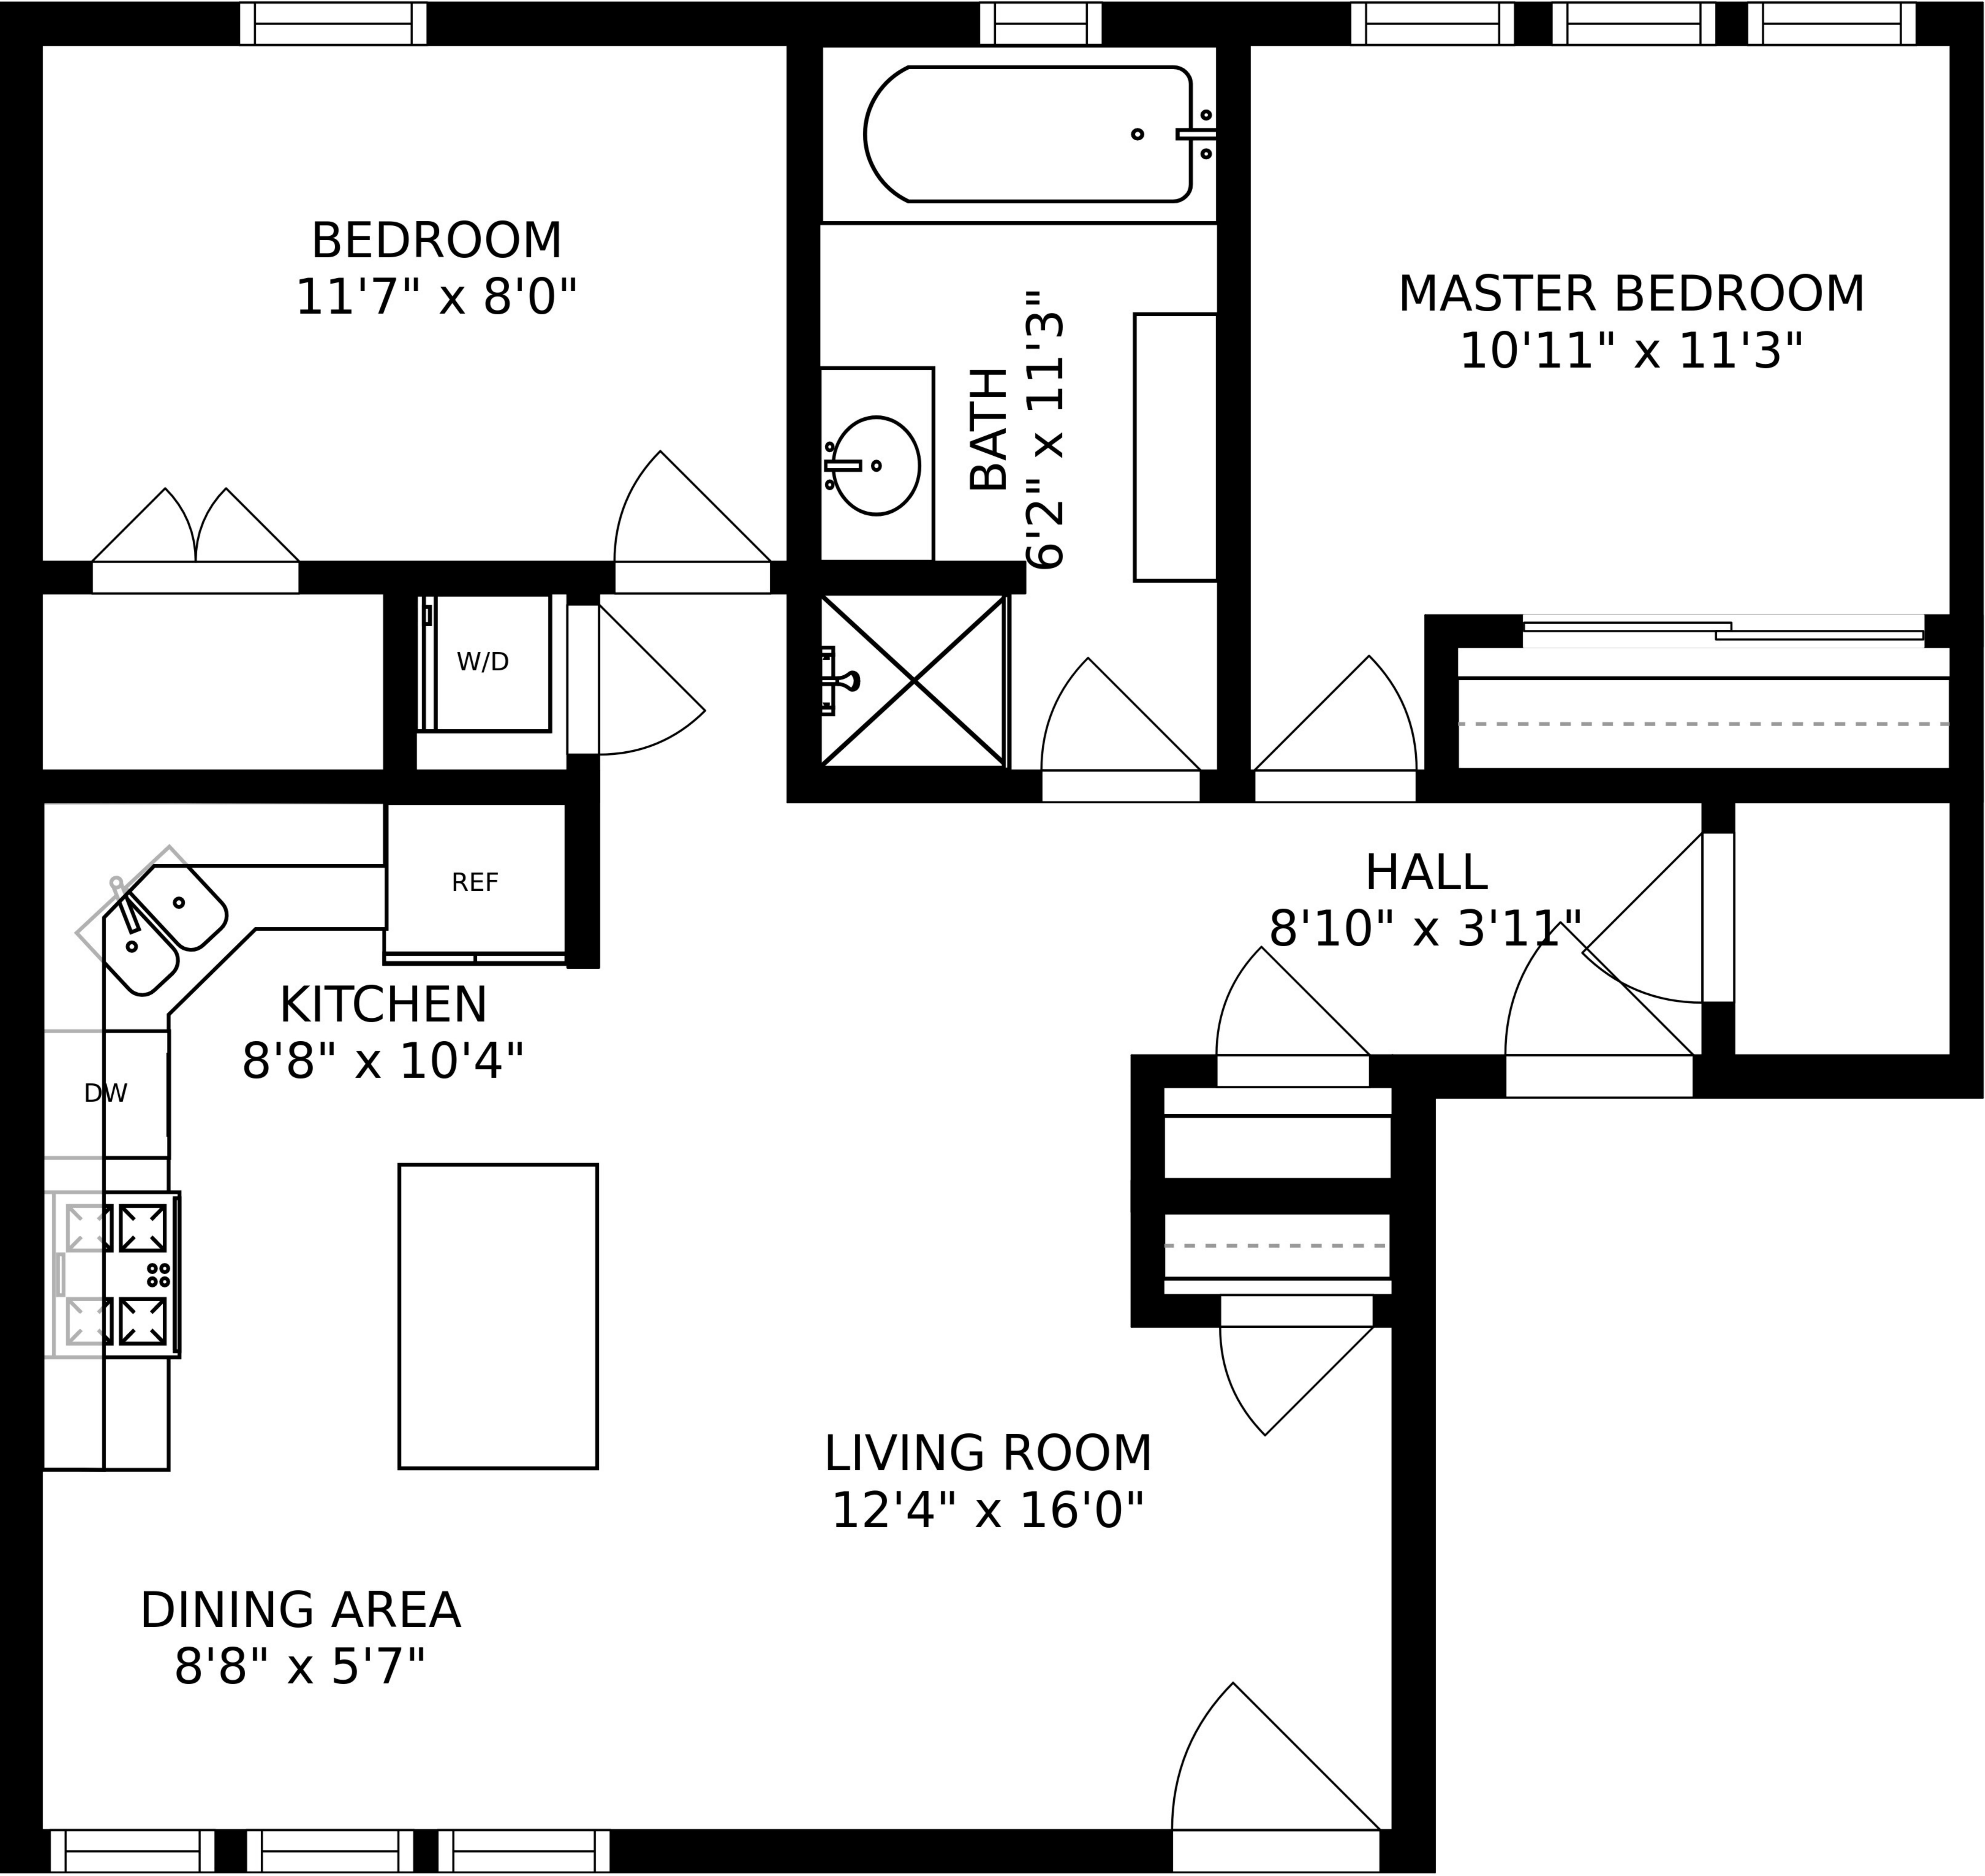 BEDROOM
11'7" x 8'0"
BATH
6'2" x 11'3"
MASTER BEDROOM
10'11" x 11'3"
W/D
REF
HALL
8'10" x 3'11"
KITCHEN
8'8" x 10'4"
DW
LIVING ROOM
12'4" x 16'0"
DINING AREA
8'8" x 5'7"